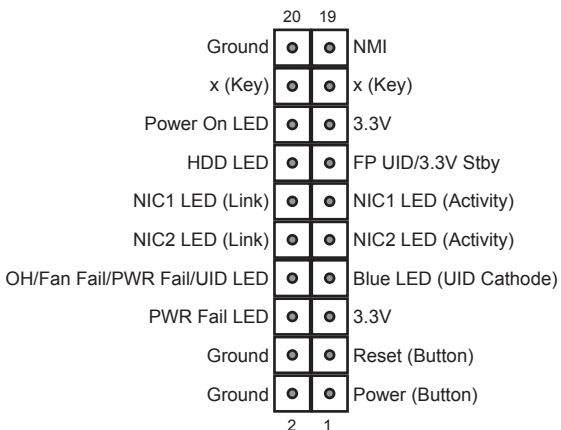 20 19
Ground NMI
x (Key) x (Key)
Power On LED 3.3V
HDD LED FP UID/3.3V Stby
NIC1 LED (Link) NIC1 LED (Activity)
NIC2 LED (Link) NIC2 LED (Activity)
OH/Fan Fail/PWR Fail/UID LED Blue LED (UID Cathode)
PWR Fail LED 3.3V
Ground Reset (Button)
Ground Power (Button)
2 1